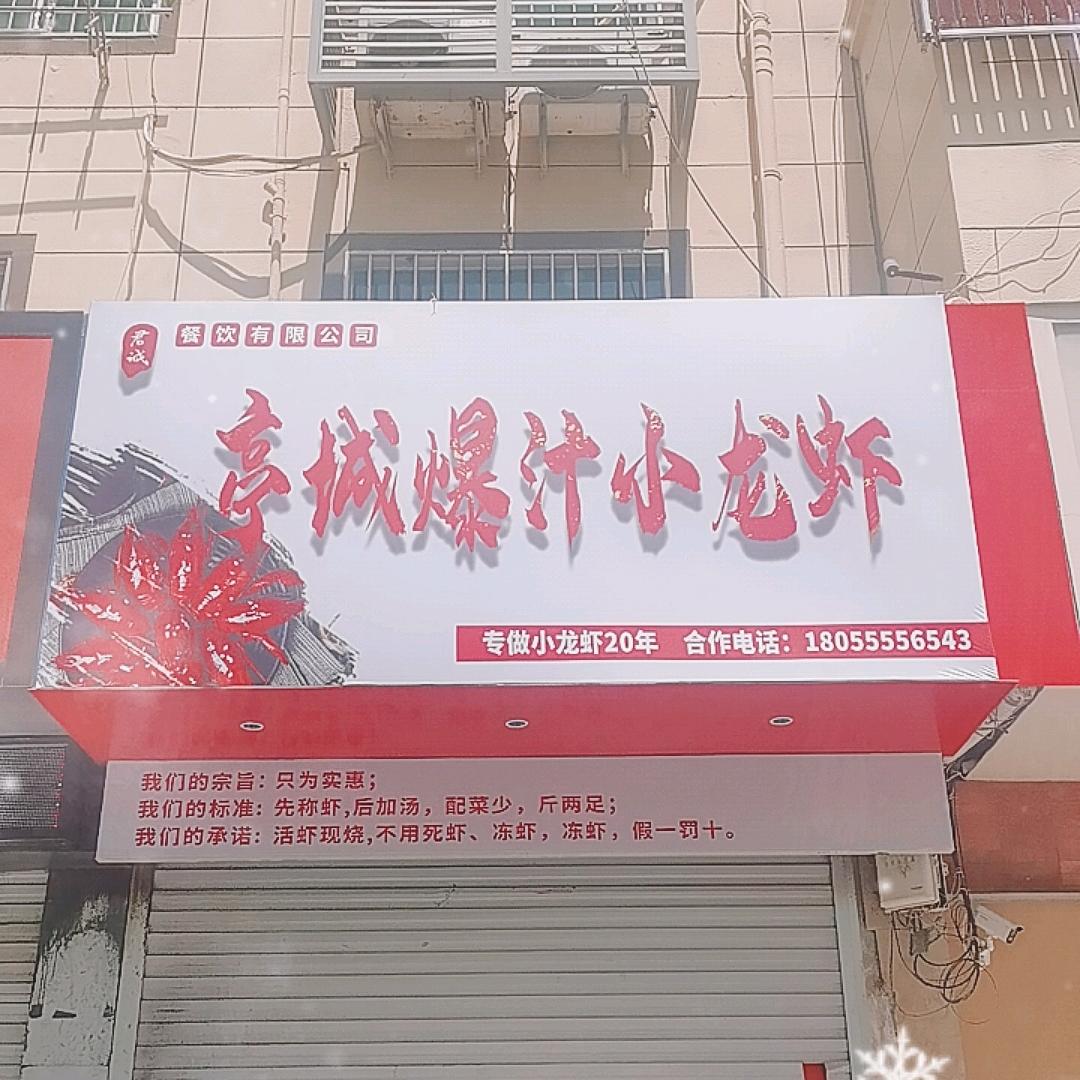 君诚 餐饮有限公司
亭城爆汁小龙虾
专做小龙虾20年 合作电话：18055556543
我们的宗旨：只为实惠；
我们的标准：先称虾,后加汤，配菜少，斤两足；
我们的承诺：活虾现烧,不用死虾、冻虾，冻虾，假一罚十。